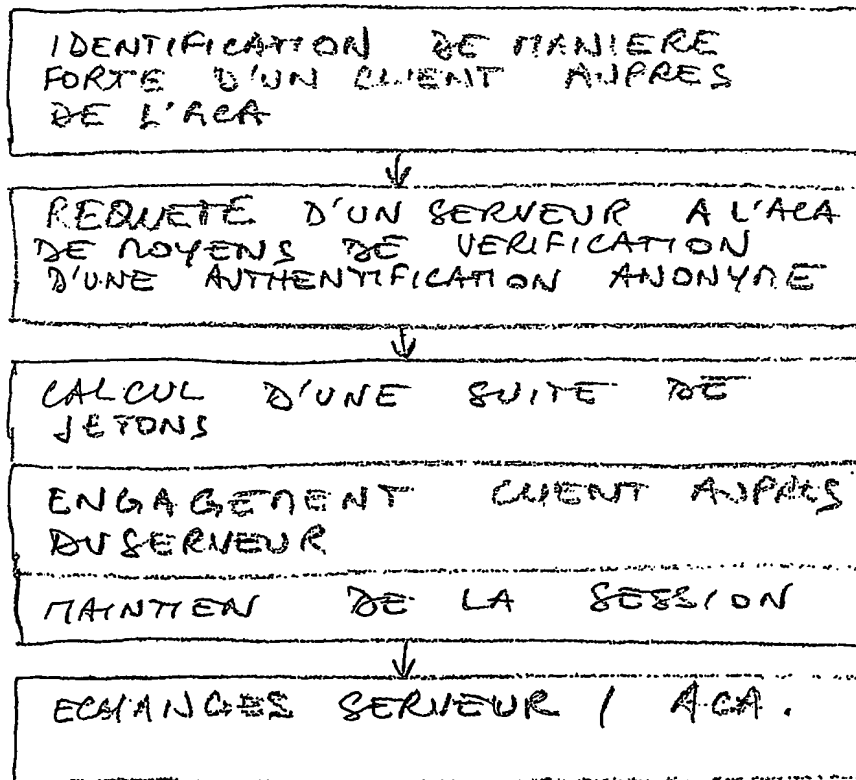 IDENTIFICATION DE MANIERE
FORTE D'UN CLIENT AUPRES
DE L'ACA
REQUETE D'UN SERVEUR A L'ACA
DE MOYENS DE VERIFICATION
D'UNE AUTHENTIFICATION ANONYME
CALCUL D'UNE SUITE DE
JETONS
ENGAGEMENT CLIENT AUPRES
DU SERVEUR
MAINTIEN DE LA SESSION
ECHANGES SERVEUR / ACA.